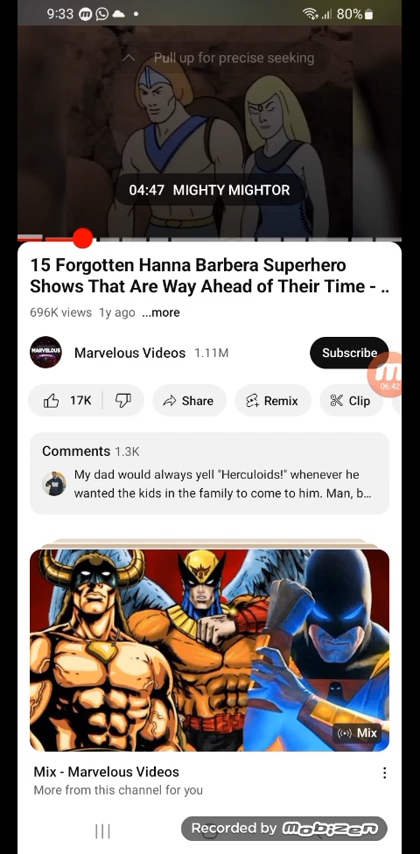 9:33
80%
Pull up for precise seeking
04:47 MIGHTY MIGHTOR
15 Forgotten Hanna Barbera Superhero
Shows That Are Way Ahead of Their Time - ..
696K views 1y ago ...more
MARVELOUS
Marvelous Videos 1.11M
Subscribe
06:42
17K
Share
Remix
Clip
Comments 1.3K
My dad would always yell "Herculoids!" whenever he
wanted the kids in the family to come to him. Man, b...
Mix
Mix - Marvelous Videos
More from this channel for you
Recorded by mobizen